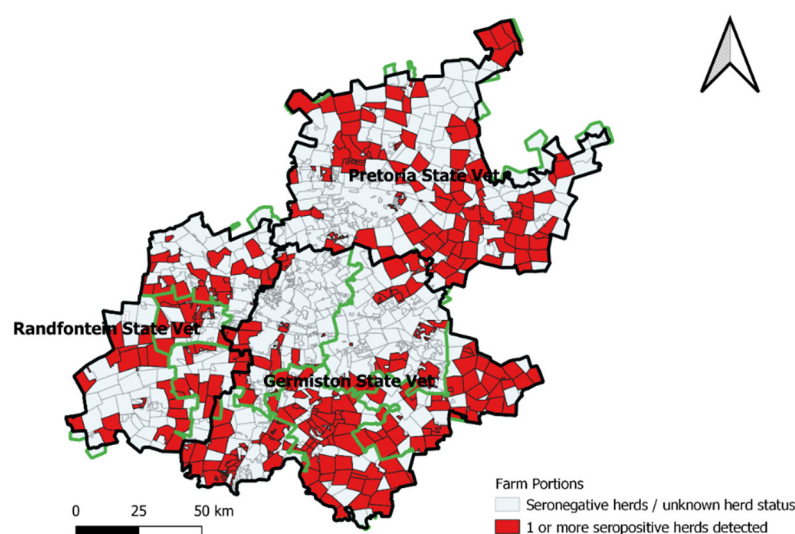 Pretoria State Vet
Randfontein State Vet
Germiston State Vet
Farm Portions
Seronegative herds / unknown herd status
1 or more seropositive herds detected
0 25 50 km